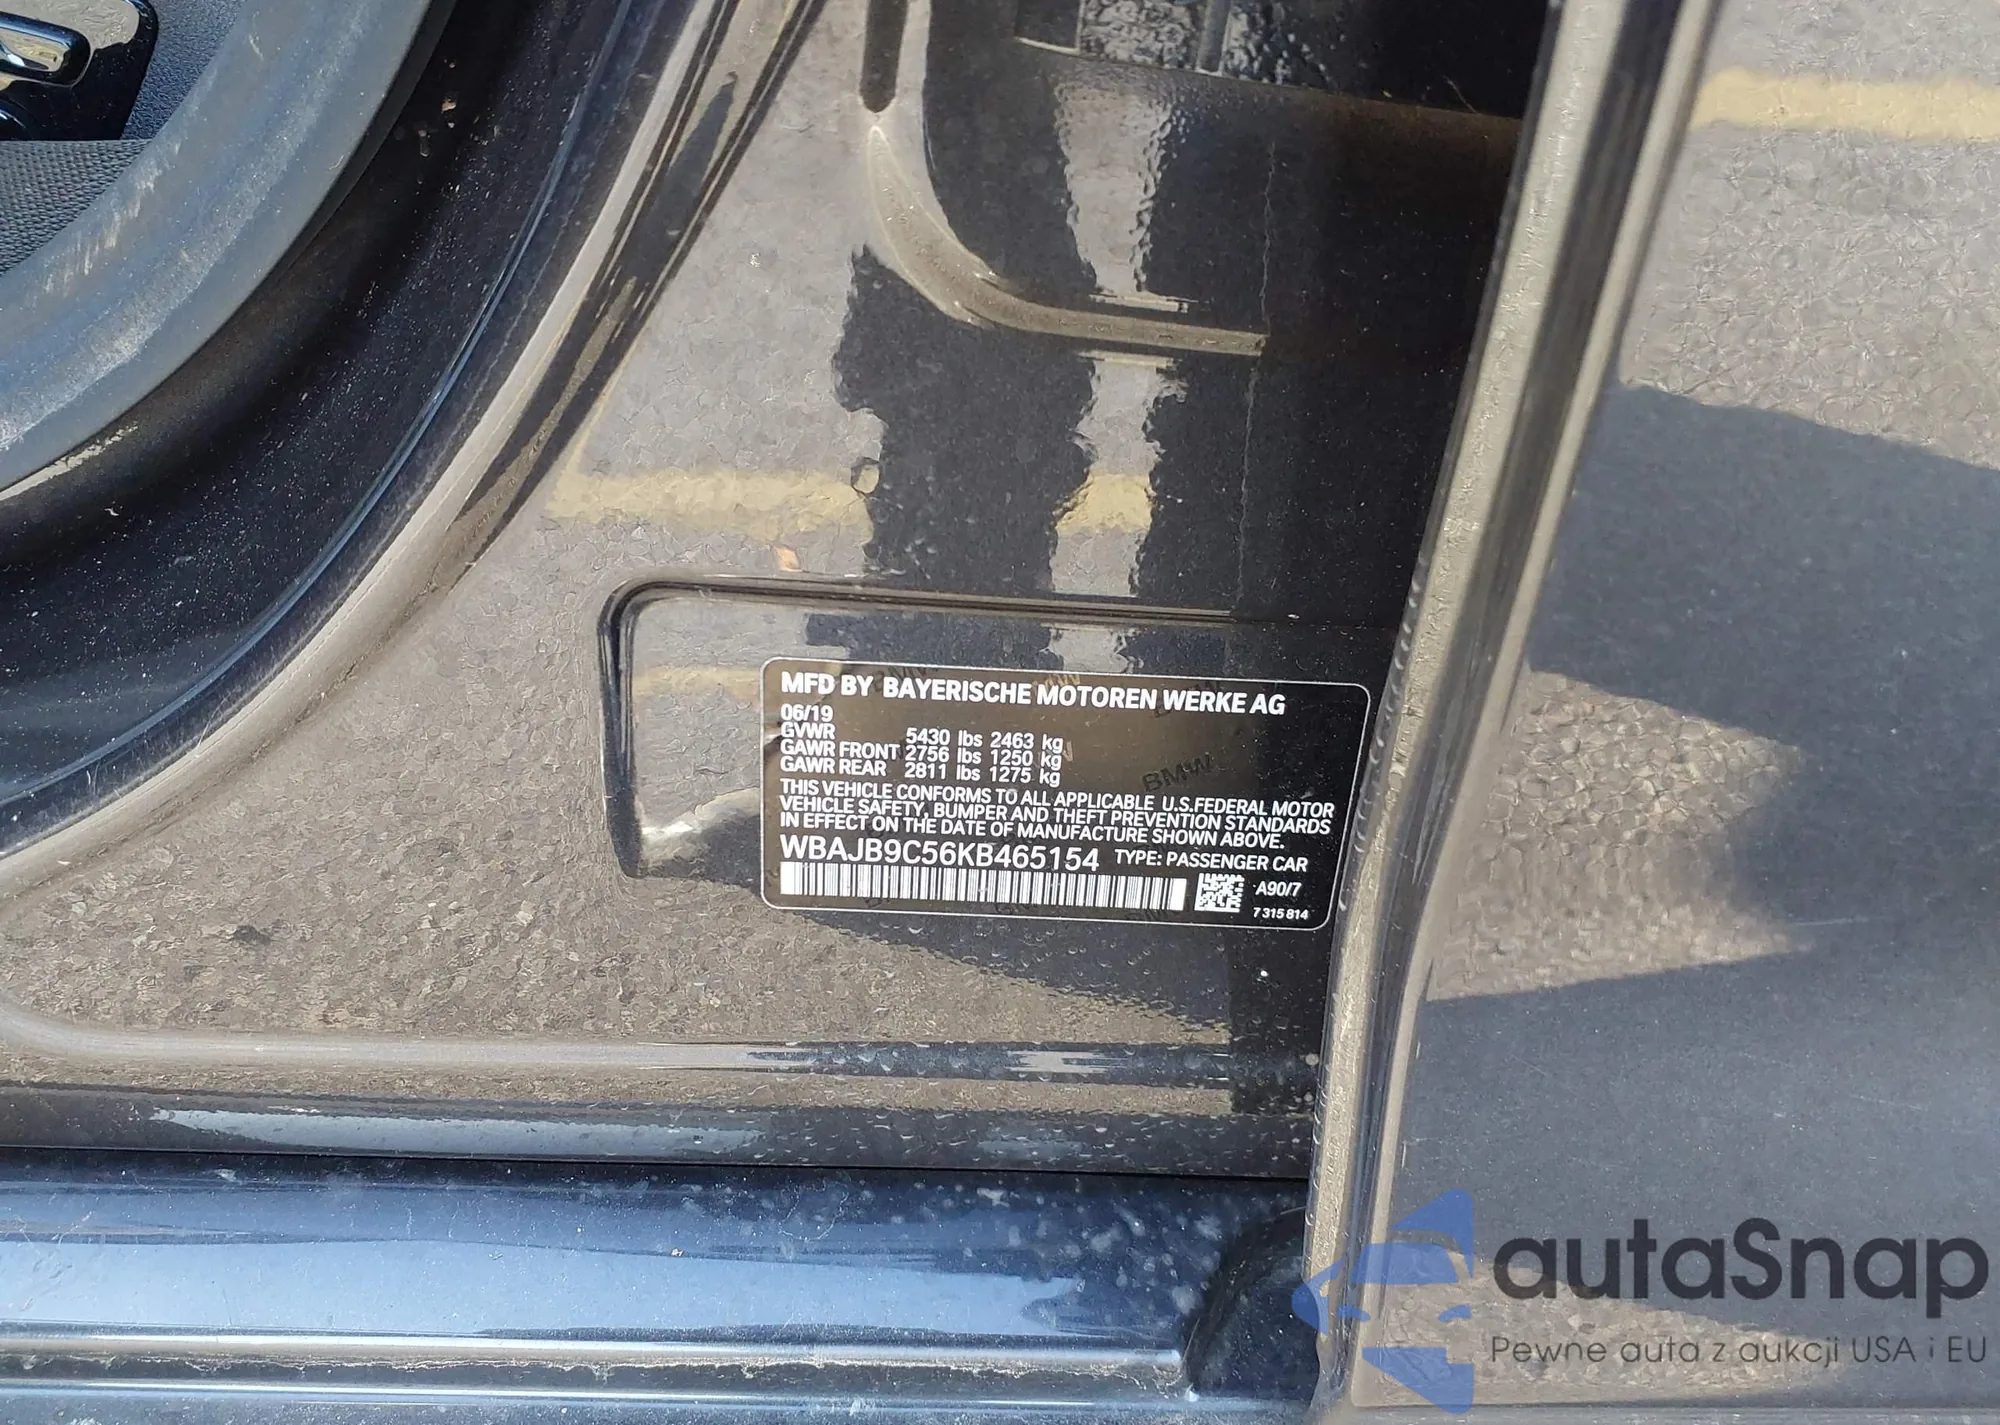 MFD BY BAYERISCHE MOTOREN WERKE AG
06/19
GVWR 5430 lbs 2463 kg
GAWR FRONT 2756 lbs 1250 kg
GAWR REAR 2811 lbs 1275 kg
THIS VEHICLE CONFORMS TO ALL APPLICABLE U.S.FEDERAL MOTOR
VEHICLE SAFETY, BUMPER AND THEFT PREVENTION STANDARDS
IN EFFECT ON THE DATE OF MANUFACTURE SHOWN ABOVE.
WBAJB9C56KB465154 TYPE: PASSENGER CAR
A90/7
7 315 814
BMW
autaSnap
Pewne auta z aukcji USA i EU